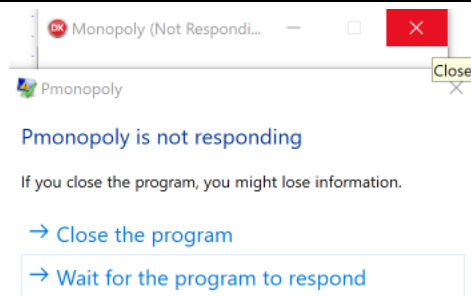 DX Monopoly (Not Respondi...
Close
Pmonopoly
Pmonopoly is not responding
If you close the program, you might lose information.
→ Close the program
→ Wait for the program to respond